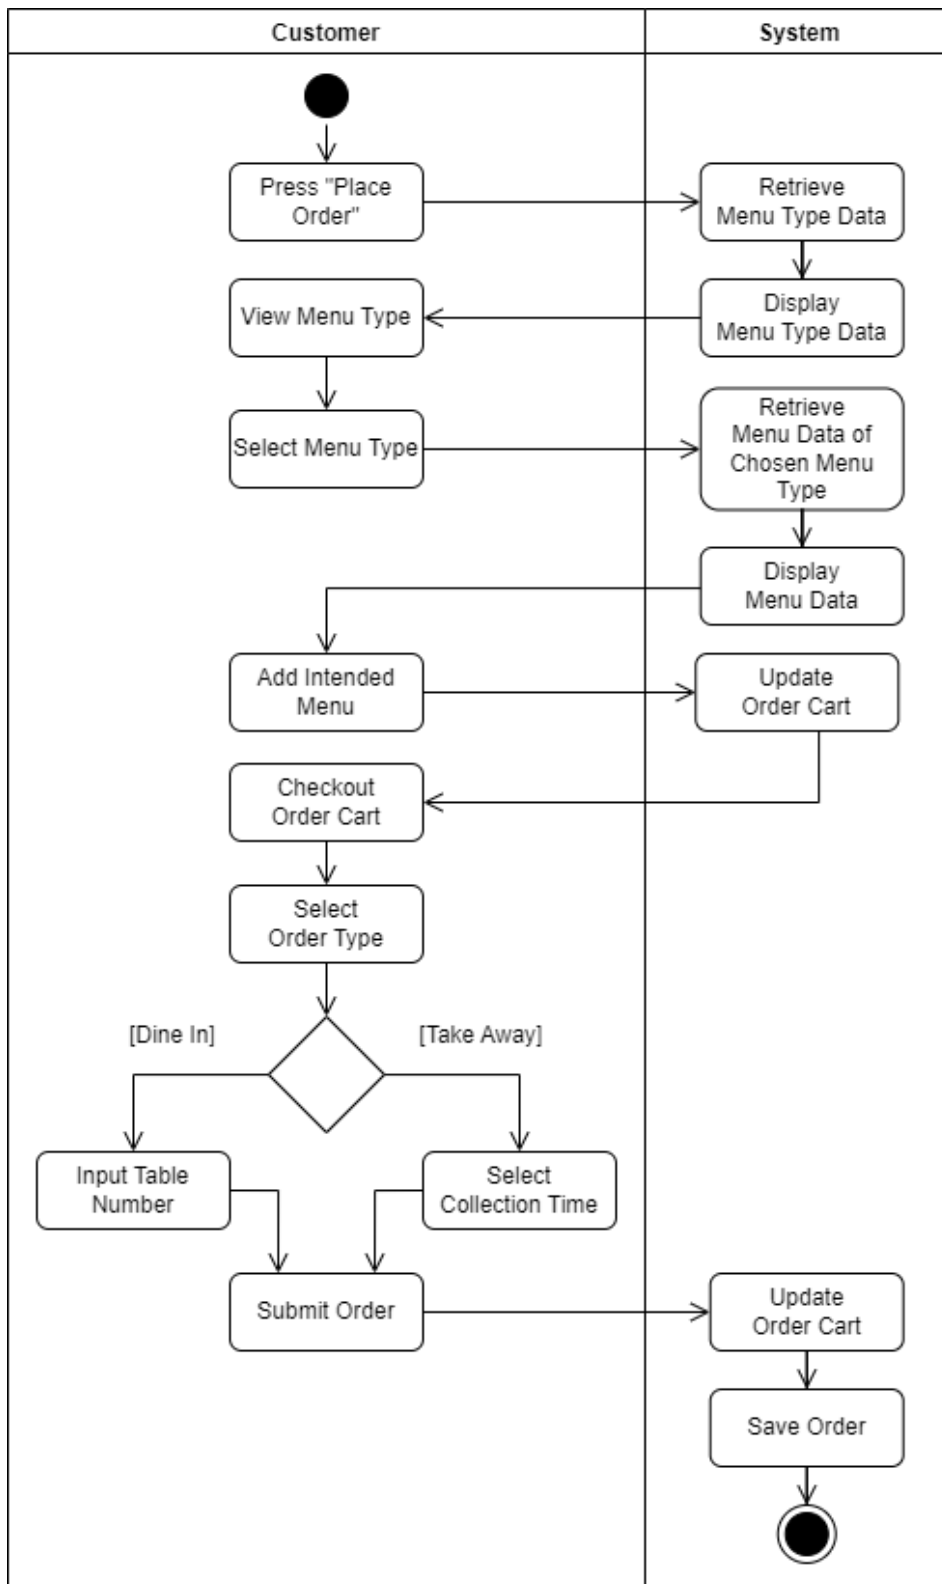 Customer
System
Press "Place
Order"
Retrieve
Menu Type Data
View Menu Type
Display
Menu Type Data
Select Menu Type
Retrieve
Menu Data of
Chosen Menu
Type
Display
Menu Data
Add Intended
Menu
Update
Order Cart
Checkout
Order Cart
Select
Order Type
[Dine In]
[Take Away]
Input Table
Number
Select
Collection Time
Submit Order
Update
Order Cart
Save Order